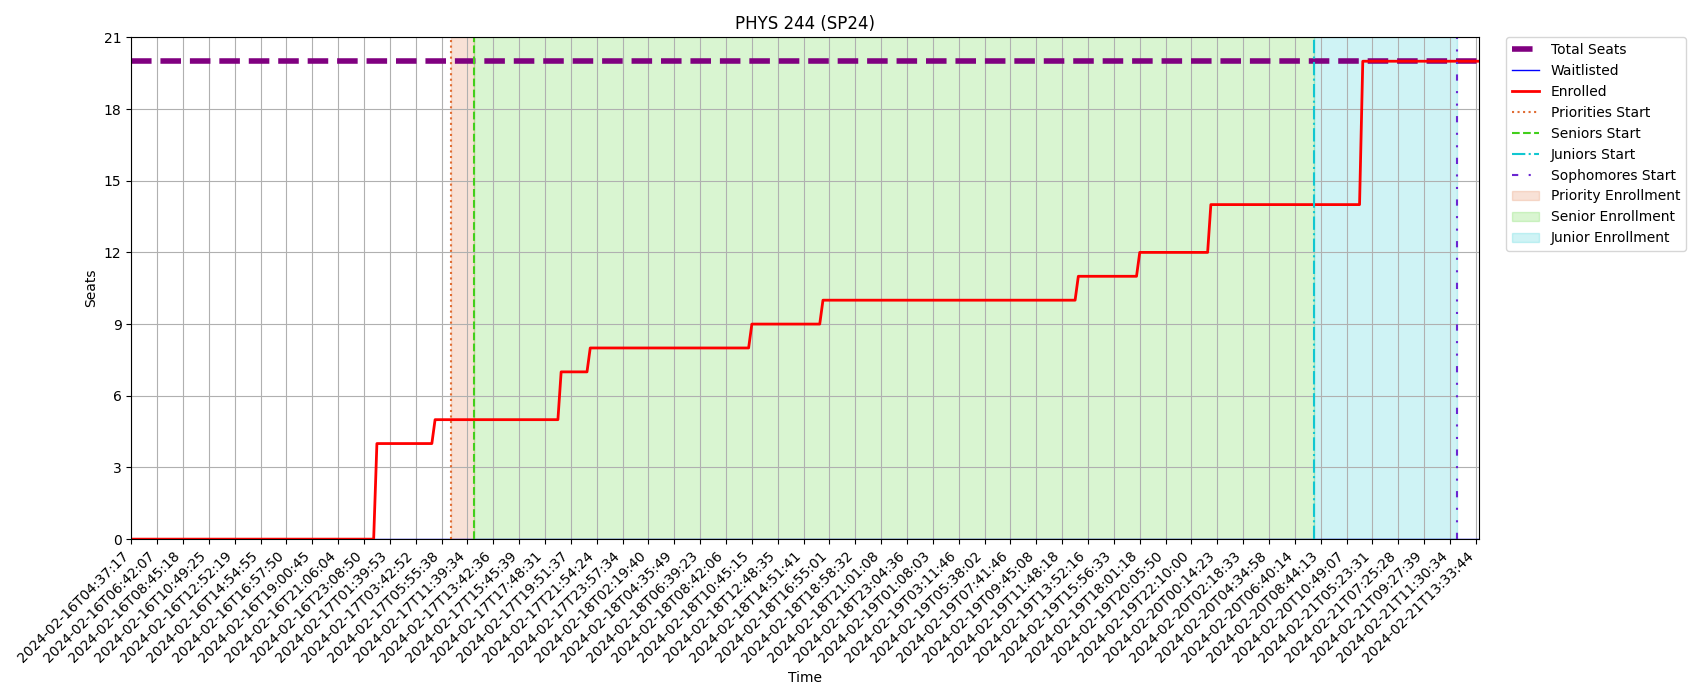 PHYS 244 (SP24)
Seats
21
18
15
12
9
6
3
0
2024-02-16T04:37:17
2024-02-16T06:42:07
2024-02-16T08:45:18
2024-02-16T10:49:25
2024-02-16T12:52:19
2024-02-16T14:54:55
2024-02-16T16:57:50
2024-02-16T19:00:45
2024-02-16T21:06:04
2024-02-16T23:08:50
2024-02-17T01:39:53
2024-02-17T03:42:52
2024-02-17T05:55:38
2024-02-17T11:39:34
2024-02-17T13:42:36
2024-02-17T15:45:39
2024-02-17T17:48:31
2024-02-17T19:51:37
2024-02-17T21:54:24
2024-02-17T23:57:34
2024-02-18T02:19:40
2024-02-18T04:35:49
2024-02-18T06:39:23
2024-02-18T08:42:06
2024-02-18T10:45:15
2024-02-18T12:48:35
2024-02-18T14:51:41
2024-02-18T16:55:01
2024-02-18T18:58:32
2024-02-18T21:01:08
2024-02-18T23:04:36
2024-02-19T01:08:03
2024-02-19T03:11:46
2024-02-19T05:38:02
2024-02-19T07:41:46
2024-02-19T09:45:08
2024-02-19T11:48:18
2024-02-19T13:52:16
2024-02-19T15:56:33
2024-02-19T18:01:18
2024-02-19T20:05:50
2024-02-19T22:10:00
2024-02-20T00:14:23
2024-02-20T02:18:33
2024-02-20T04:34:58
2024-02-20T06:40:14
2024-02-20T08:44:13
2024-02-20T10:49:07
2024-02-21T05:23:31
2024-02-21T07:25:28
2024-02-21T09:27:39
2024-02-21T11:30:34
2024-02-21T13:33:44
Time
Total Seats
Waitlisted
Enrolled
Priorities Start
Seniors Start
Juniors Start
Sophomores Start
Priority Enrollment
Senior Enrollment
Junior Enrollment